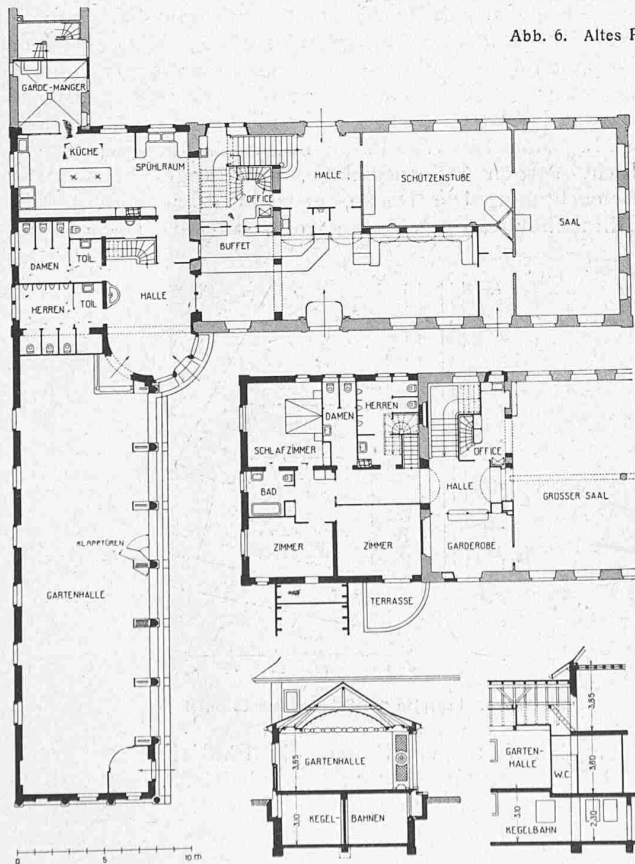 Abb. 6. Altes
GARDE-MANGER
KÜCHE
SPÜHLRAUM
OFFICE
HALLE
SCHÜTZENSTUBE
SAAL
BUFFET
DAMEN
TOIL.
HERREN
TOIL.
HALLE
KLAPPTÜREN
GARTENHALLE
SCHLAFZIMMER
DAMEN
HERREN
OFFICE
BAD
HALLE
GROSSER SAAL
ZIMMER
ZIMMER
GARDEROBE
TERRASSE
GARTENHALLE
3,85
KEGEL-
BAHNEN
3,10
3,85
GARTEN-
HALLE
W.C.
3,80
KEGELBAHN
3,10
2,30
0 5 10 m